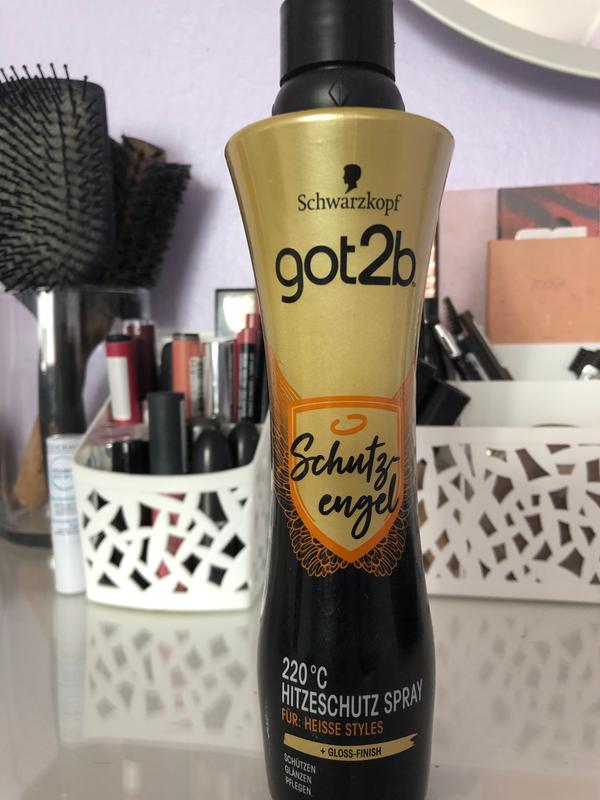 Schwarzkopf
got2b
Schutz-
engel
220°C
HITZESCHUTZ SPRAY
FÜR: HEISSE STYLES
+ GLOSS-FINISH
SCHÜTZEN
GLÄNZEN
PFLEGEN